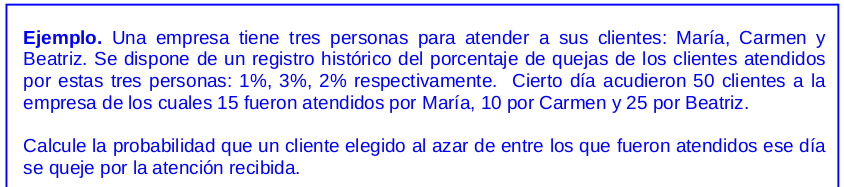 Ejemplo. Una empresa tiene tres personas para atender a sus clientes: María, Carmen y
Beatriz. Se dispone de un registro histórico del porcentaje de quejas de los clientes atendidos
por estas tres personas: 1%, 3%, 2% respectivamente. Cierto día acudieron 50 clientes a la
empresa de los cuales 15 fueron atendidos por María, 10 por Carmen y 25 por Beatriz.
Calcule la probabilidad que un cliente elegido al azar de entre los que fueron atendidos ese día
se queje por la atención recibida.